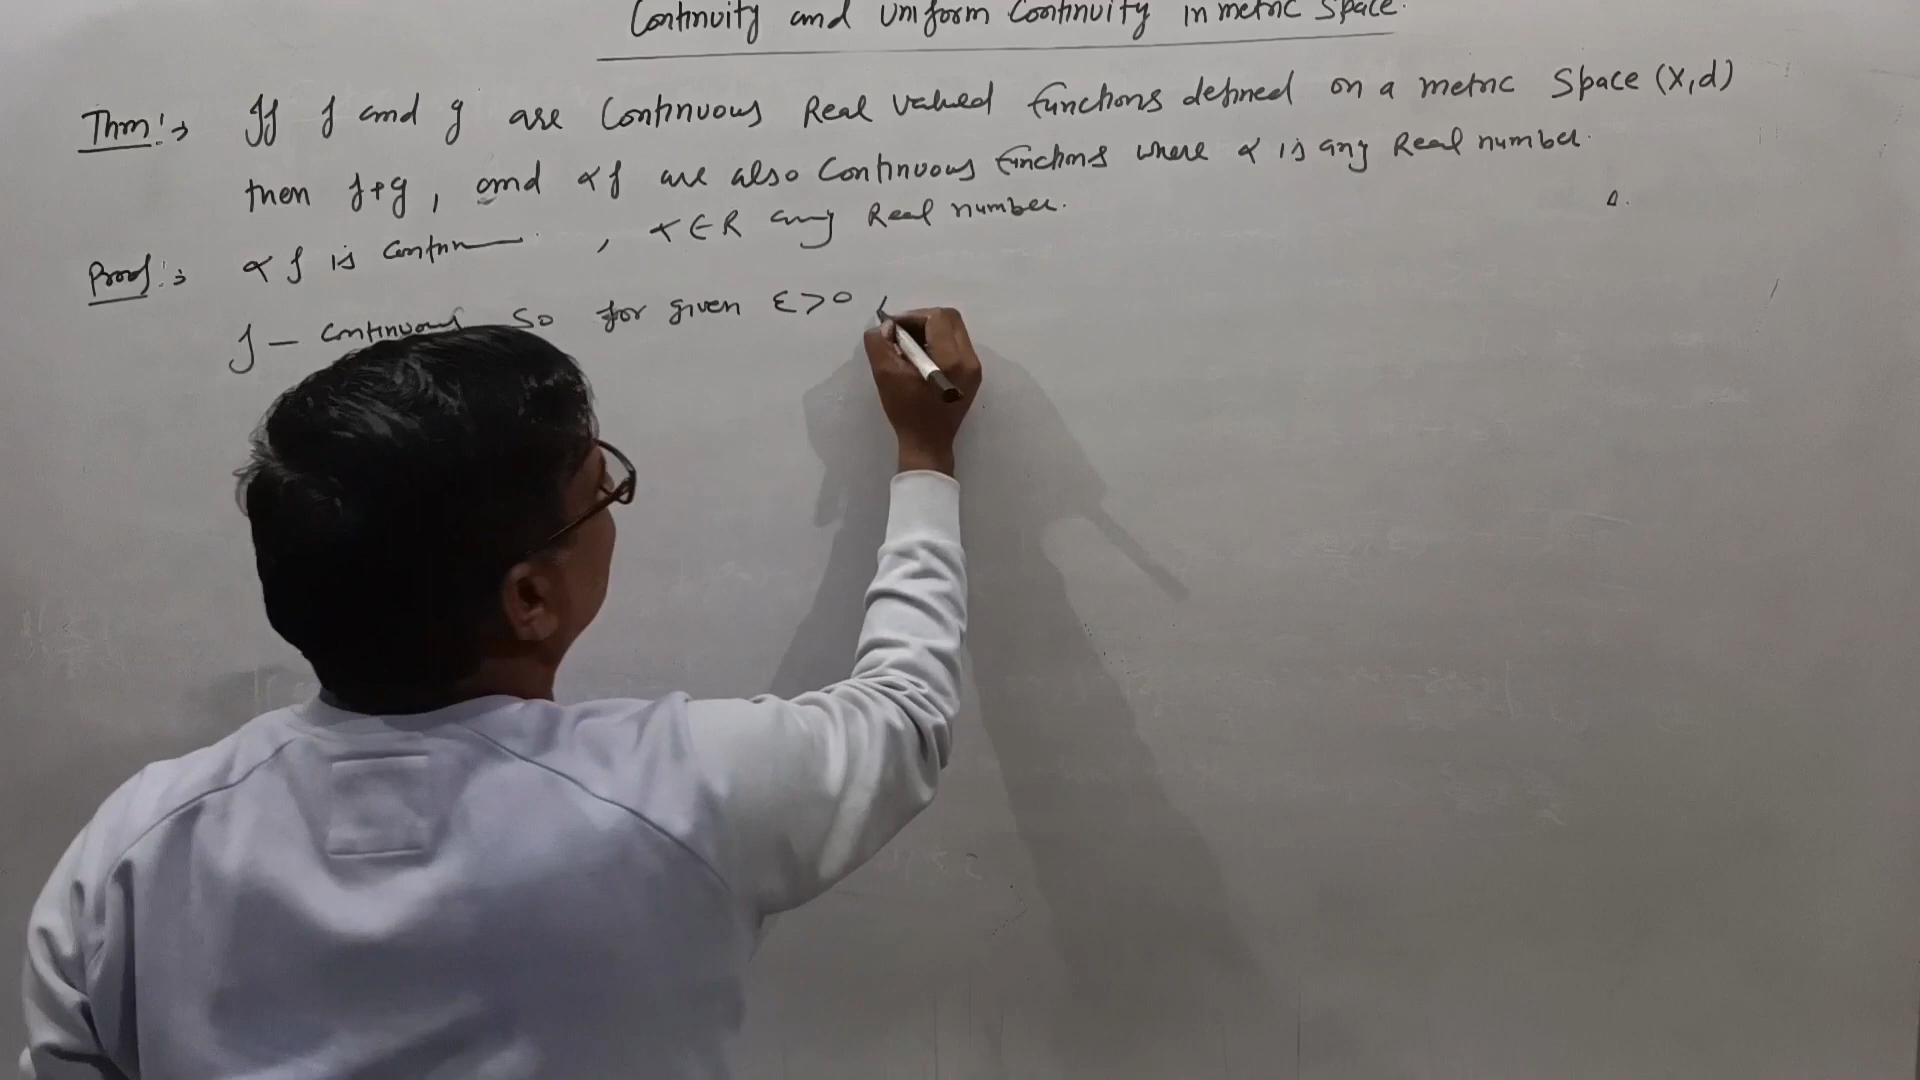 Continuity and Uniform Continuity in metric Space.
Thm:→ If f and g are Continuous Real valued functions defined on a metric Space (X,d)
then f+g, and αf are also Continuous functions where α is any Real number.
Proof:→ αf is contin , α∈R any Real number.
f – Continuous So for given ε>0 ,